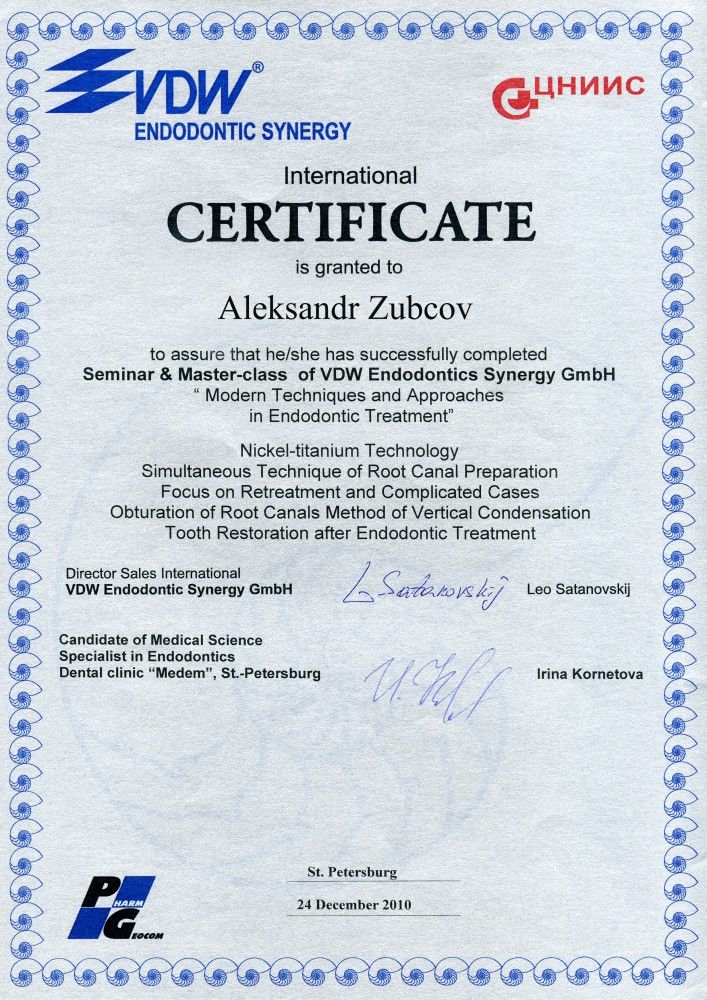 VDW®
ENDODONTIC SYNERGY
ЦНИИС
International
CERTIFICATE
is granted to
Aleksandr Zubcov
to assure that he/she has successfully completed
Seminar & Master-class of VDW Endodontics Synergy GmbH
“ Modern Techniques and Approaches
in Endodontic Treatment”
Nickel-titanium Technology
Simultaneous Technique of Root Canal Preparation
Focus on Retreatment and Complicated Cases
Obturation of Root Canals Method of Vertical Condensation
Tooth Restoration after Endodontic Treatment
Director Sales International
VDW Endodontic Synergy GmbH
L Satanovskij
Leo Satanovskij
Candidate of Medical Science
Specialist in Endodontics
Dental clinic “Medem”, St.-Petersburg
Irina Kornetova
St. Petersburg
24 December 2010
PHARM
GEOCOM